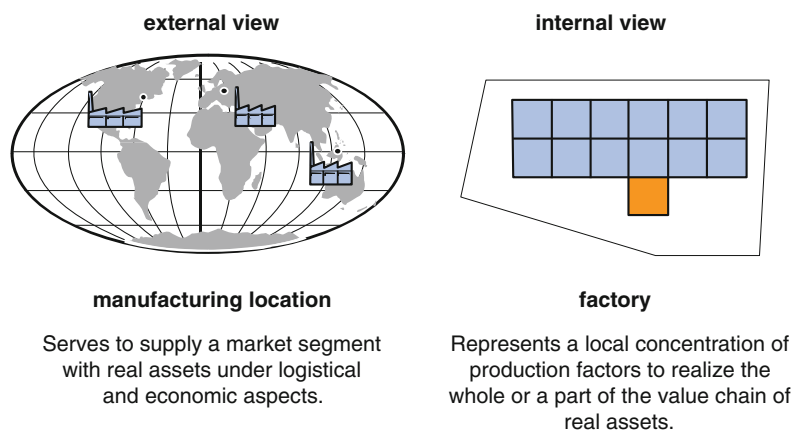 external view
internal view
manufacturing location
factory
Serves to supply a market segment
with real assets under logistical
and economic aspects.
Represents a local concentration of
production factors to realize the
whole or a part of the value chain of
real assets.